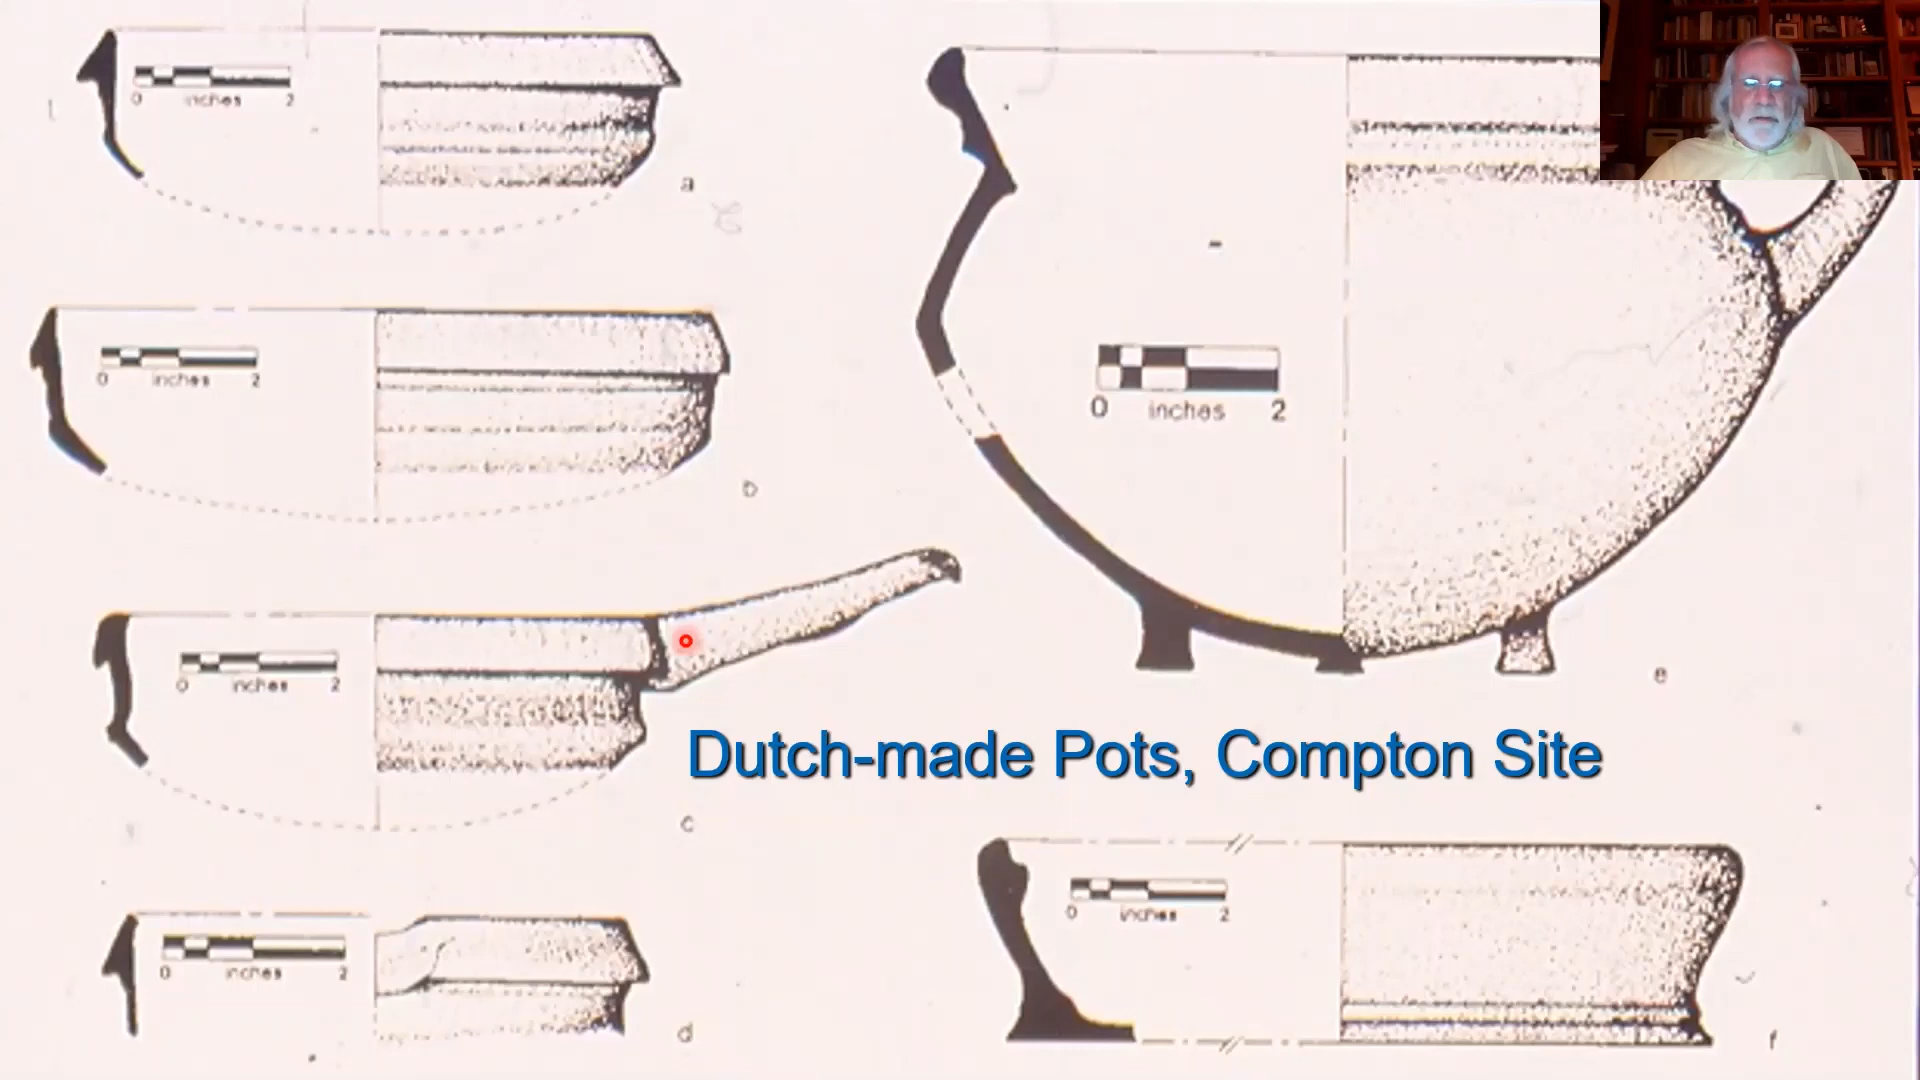 0 inches 2
a
0 inches 2
b
0 inches 2
c
0 inches 2
d
0 inches 2
e
Dutch-made Pots, Compton Site
0 inches 2
f